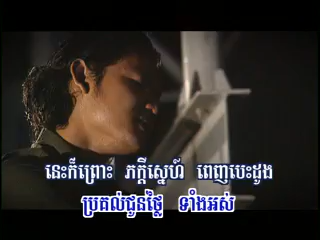 នេះក៏ព្រោះ ភក្ដីស្នេហ៍ ពេញបេះដូង
ប្រគល់ជូនថ្លៃ ទាំងអស់